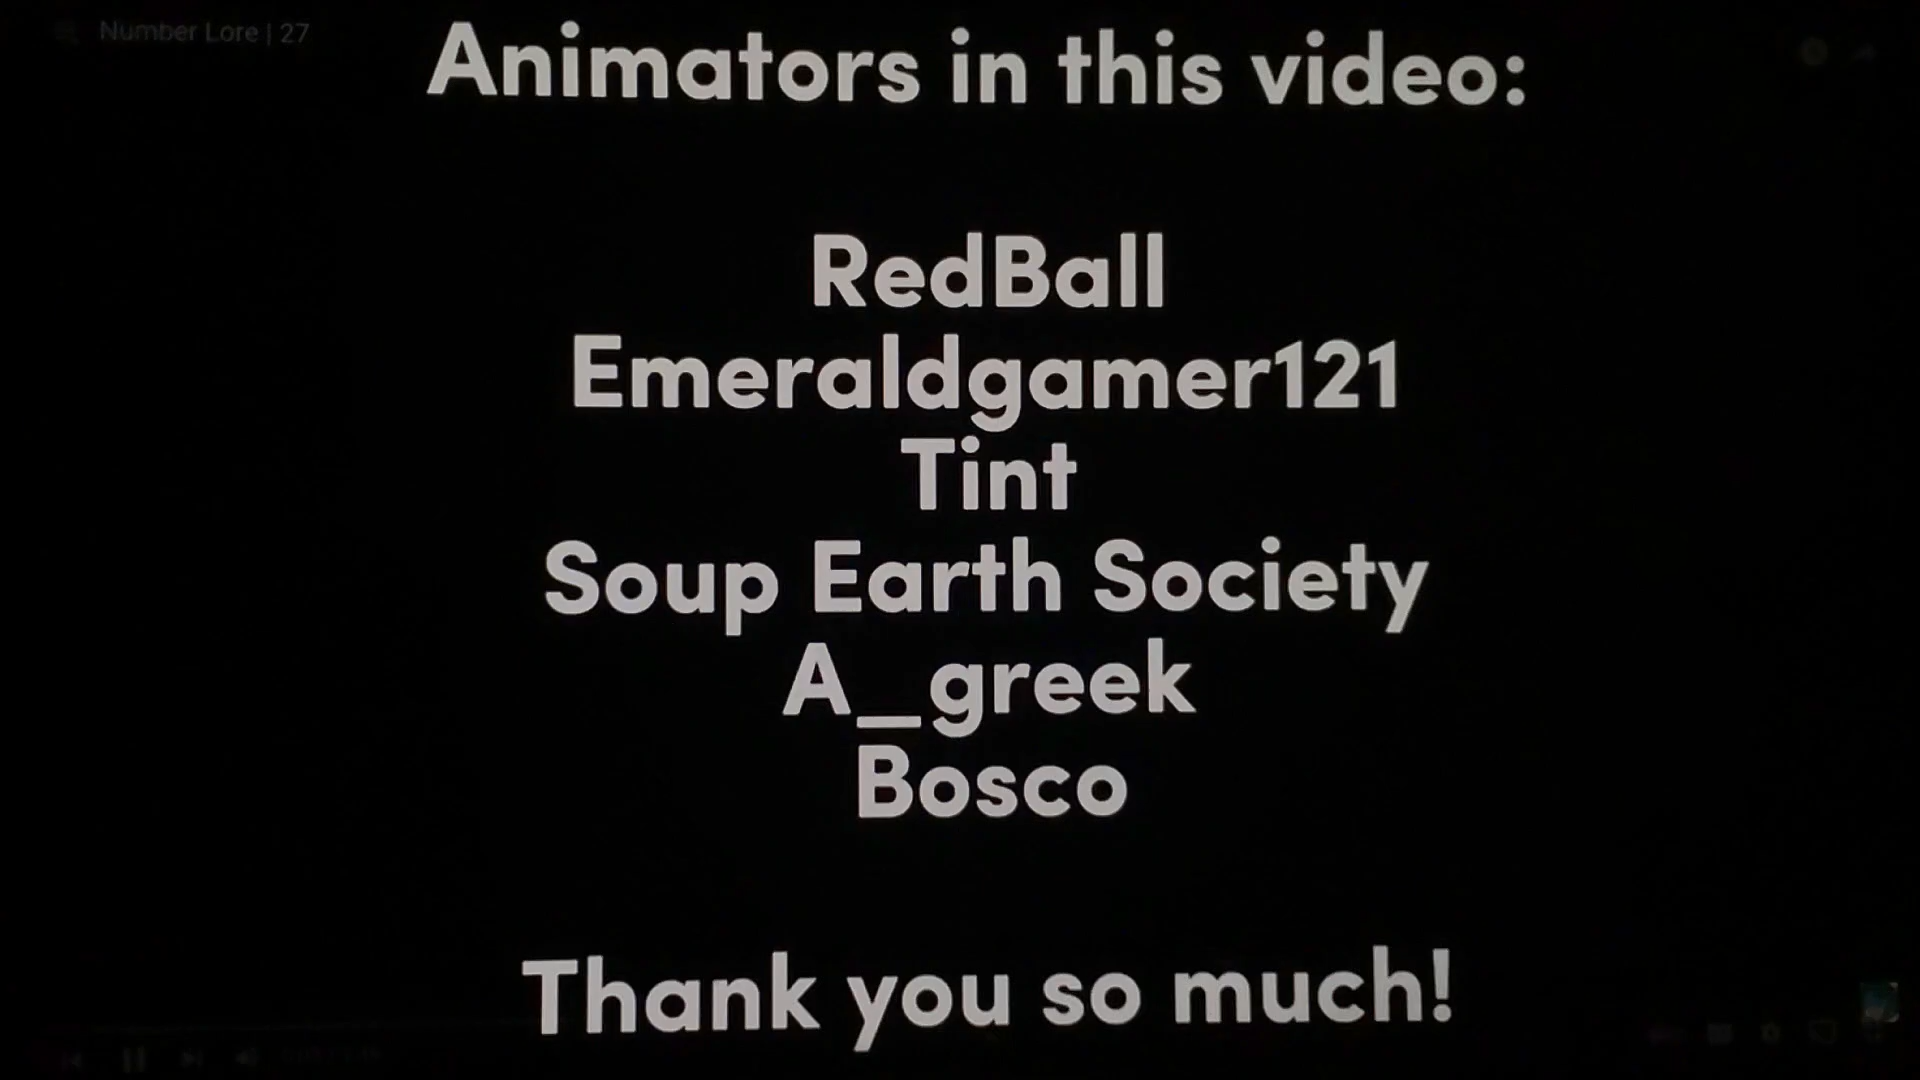 Number Lore | 27
Animators in this video:
RedBall
Emeraldgamer121
Tint
Soup Earth Society
A_greek
Bosco
Thank you so much!